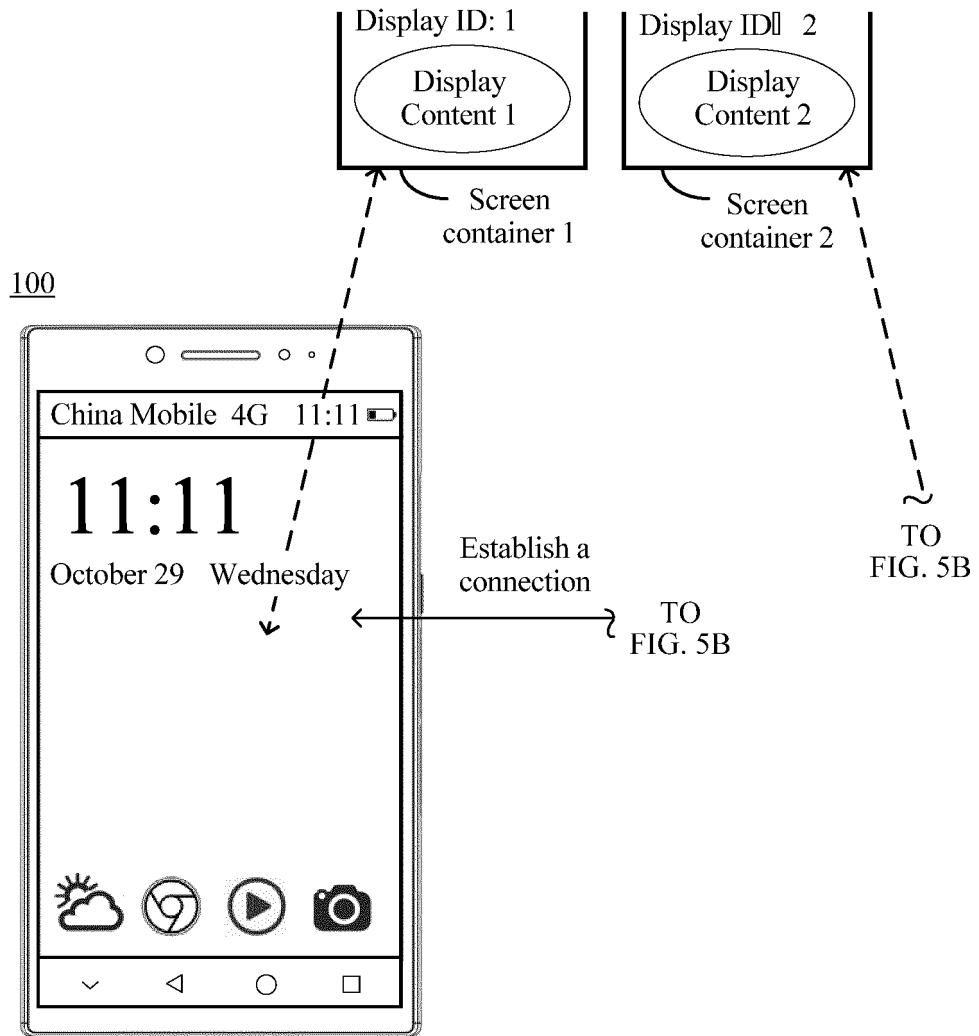 Display ID: 1
Display
Content 1
Screen
container 1
Display ID▯ 2
Display
Content 2
Screen
container 2
100
China Mobile 4G 11:11
11:11
October 29 Wednesday
Establish a
connection
TO
FIG. 5B
TO
FIG. 5B